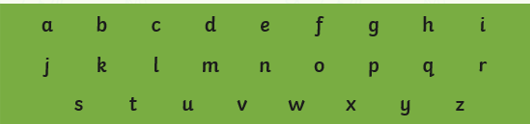 a b c d e f g h i
j k l m n o p q r
s t u v w x y z